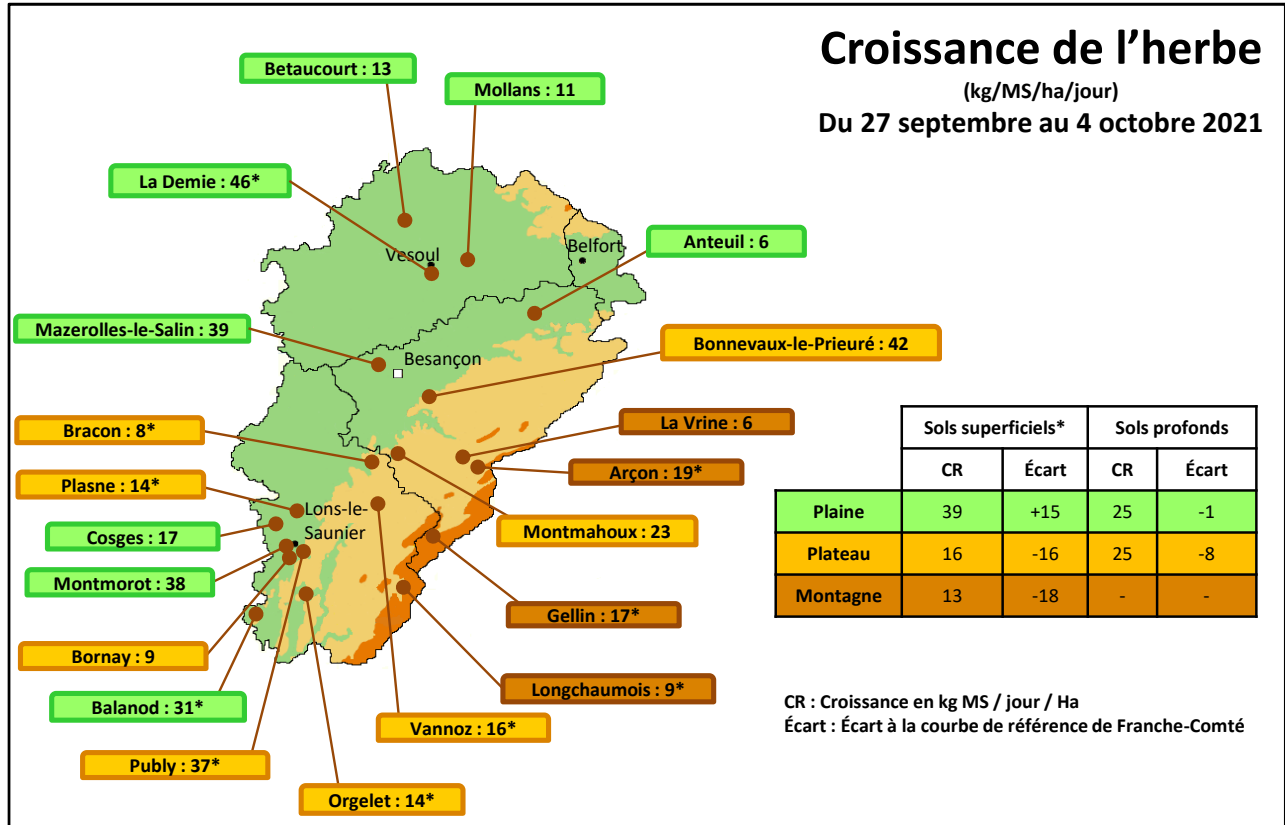 Croissance de l’herbe
(kg/MS/ha/jour)
Du 27 septembre au 4 octobre 2021
Betaucourt : 13
Mollans : 11
La Demie : 46*
Anteuil : 6
Vesoul
Belfort
Mazerolles-le-Salin : 39
Besançon
Bonnevaux-le-Prieuré : 42
Bracon : 8*
La Vrine : 6
Arçon : 19*
Plasne : 14*
Lons-le-
Saunier
Montmahoux : 23
Cosges : 17
Montmorot : 38
Gellin : 17*
Bornay : 9
Longchaumois : 9*
Balanod : 31*
Vannoz : 16*
Publy : 37*
Orgelet : 14*
Sols superficiels* Sols profonds
CR Écart CR Écart
Plaine 39 +15 25 -1
Plateau 16 -16 25 -8
Montagne 13 -18 - -
CR : Croissance en kg MS / jour / Ha
Écart : Écart à la courbe de référence de Franche-Comté